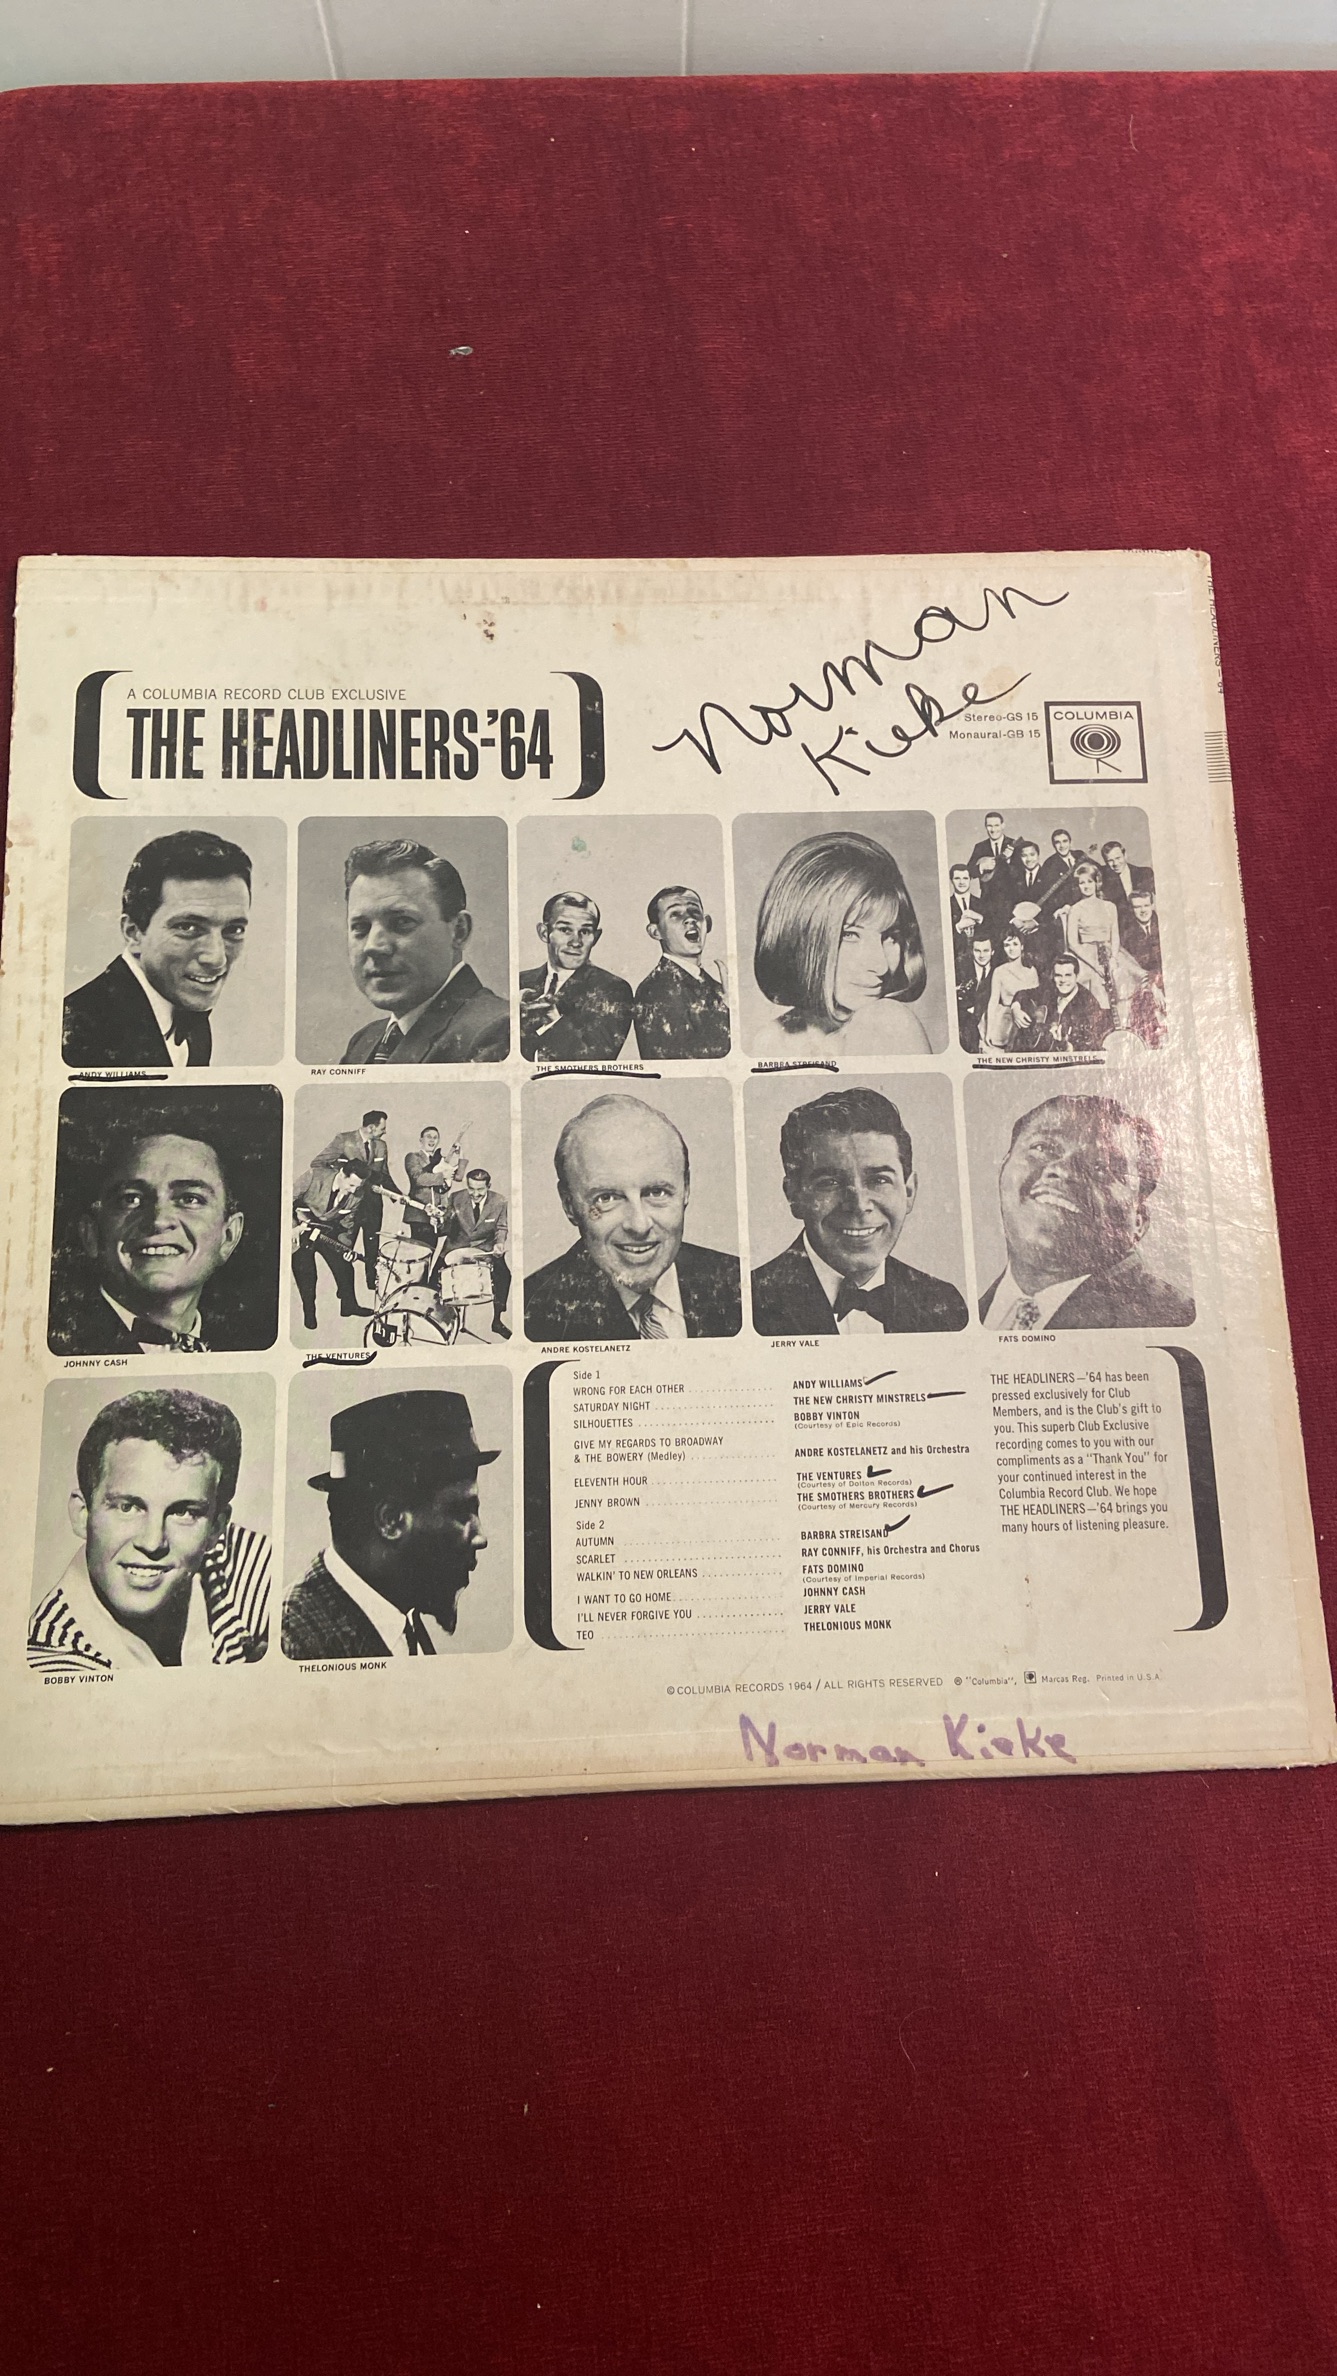 Norman
Kieke
A COLUMBIA RECORD CLUB EXCLUSIVE
THE HEADLINERS-'64
Stereo-GS 15
Monaural-GB 15
COLUMBIA
THE HEADLINERS - '64
ANDY WILLIAMS
RAY CONNIFF
THE SMOTHERS BROTHERS
BARBRA STREISAND
THE NEW CHRISTY MINSTRELS
JOHNNY CASH
THE VENTURES
ANDRE KOSTELANETZ
JERRY VALE
FATS DOMINO
BOBBY VINTON
THELONIOUS MONK
Side 1
WRONG FOR EACH OTHER ............... ANDY WILLIAMS
SATURDAY NIGHT ............... THE NEW CHRISTY MINSTRELS
SILHOUETTES ............... BOBBY VINTON
(Courtesy of Epic Records)
GIVE MY REGARDS TO BROADWAY
& THE BOWERY (Medley) ............... ANDRE KOSTELANETZ and his Orchestra
ELEVENTH HOUR ............... THE VENTURES
(Courtesy of Dolton Records)
JENNY BROWN ............... THE SMOTHERS BROTHERS
(Courtesy of Mercury Records)
Side 2
AUTUMN ............... BARBRA STREISAND
SCARLET ............... RAY CONNIFF, his Orchestra and Chorus
WALKIN' TO NEW ORLEANS ............... FATS DOMINO
(Courtesy of Imperial Records)
I WANT TO GO HOME ............... JOHNNY CASH
I'LL NEVER FORGIVE YOU ............... JERRY VALE
TEO ............... THELONIOUS MONK
THE HEADLINERS—'64 has been
pressed exclusively for Club
Members, and is the Club's gift to
you. This superb Club Exclusive
recording comes to you with our
compliments as a "Thank You" for
your continued interest in the
Columbia Record Club. We hope
THE HEADLINERS—'64 brings you
many hours of listening pleasure.
© COLUMBIA RECORDS 1964 / ALL RIGHTS RESERVED ® "Columbia", Marcas Reg. Printed in U.S.A.
Norman Kieke